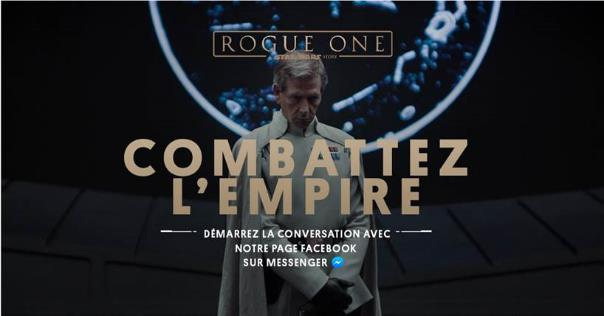 ROGUE ONE
STAR WARS STORY
COMBATTEZ
L'EMPIRE
DÉMARREZ LA CONVERSATION AVEC
NOTRE PAGE FACEBOOK
SUR MESSENGER